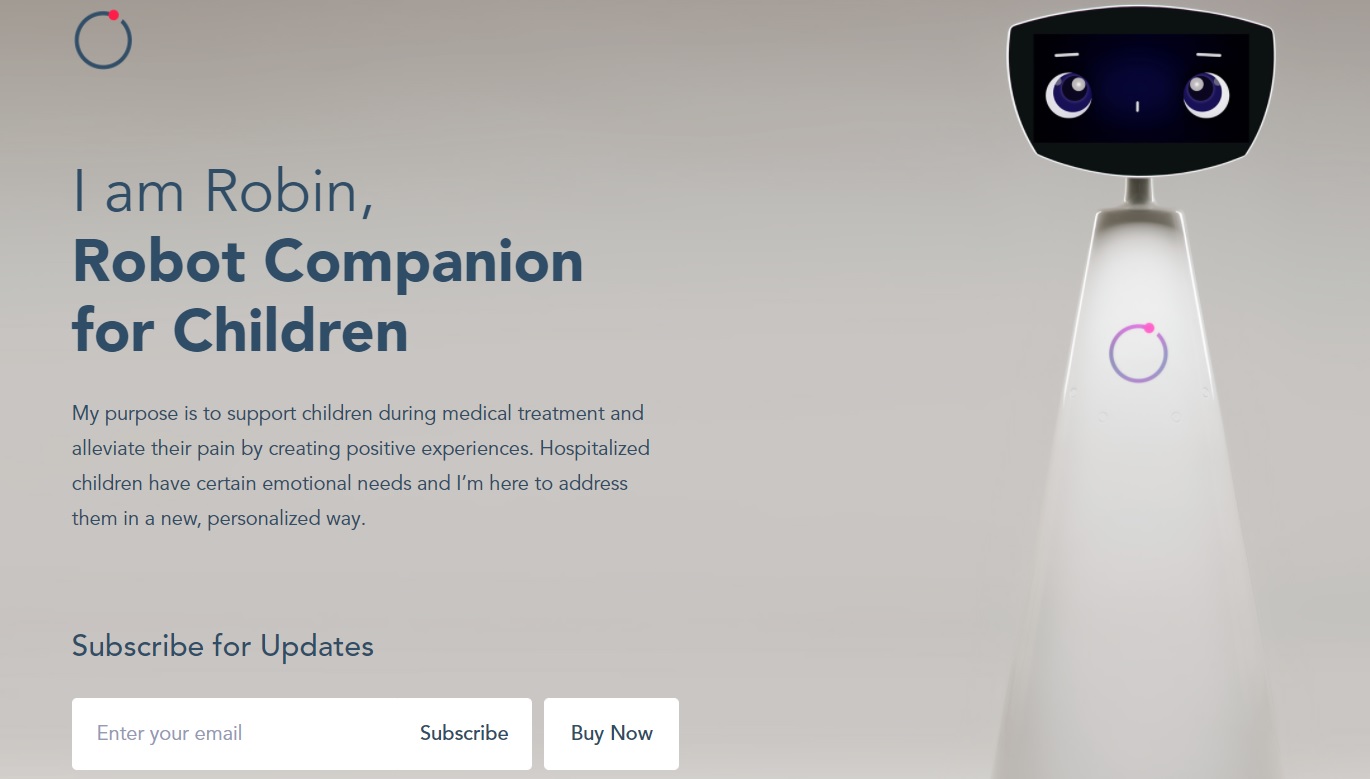 I am Robin,
Robot Companion
for Children
My purpose is to support children during medical treatment and
alleviate their pain by creating positive experiences. Hospitalized
children have certain emotional needs and I’m here to address
them in a new, personalized way.
Subscribe for Updates
Enter your email
Subscribe
Buy Now